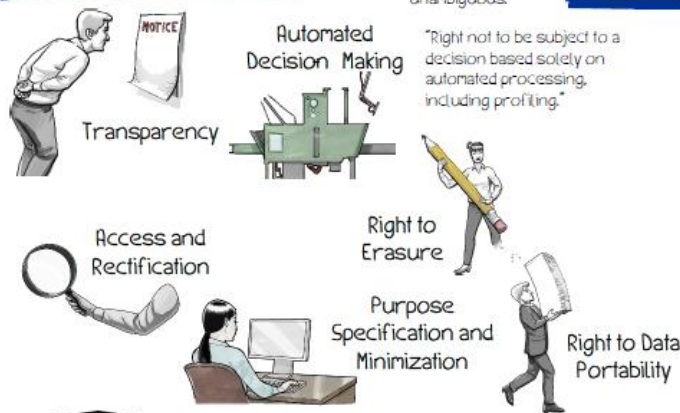 unambiguous.
NOTICE
Automated
Decision Making
"Right not to be subject to a
decision based solely on
automated processing,
including profiling."
Transparency
Right to
Erasure
Access and
Rectification
Purpose
Specification and
Minimization
Right to Data
Portability